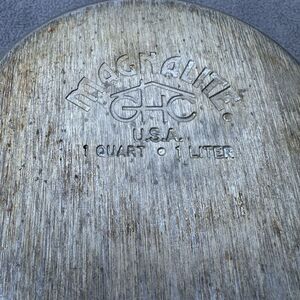 MAGNALITE
GHC
U.S.A.
1 QUART • 1 LITER